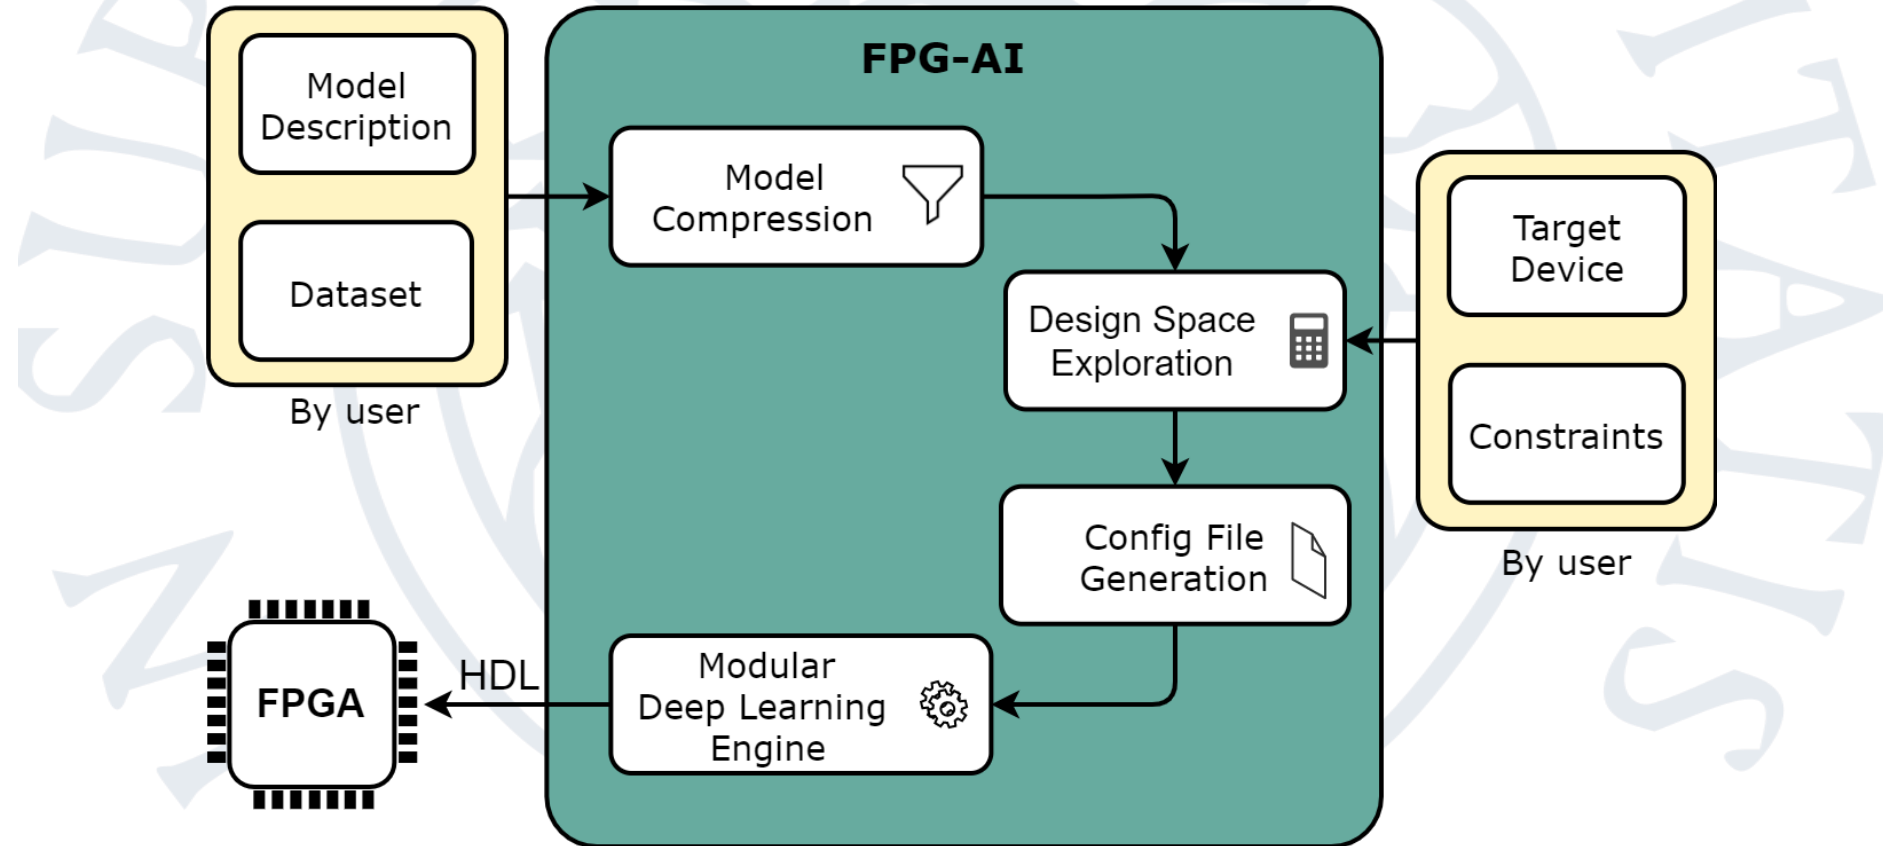 FPG-AI
Model
Description
Dataset
By user
Model
Compression
Design Space
Exploration
Target
Device
Constraints
By user
Config File
Generation
Modular
Deep Learning
Engine
HDL
FPGA